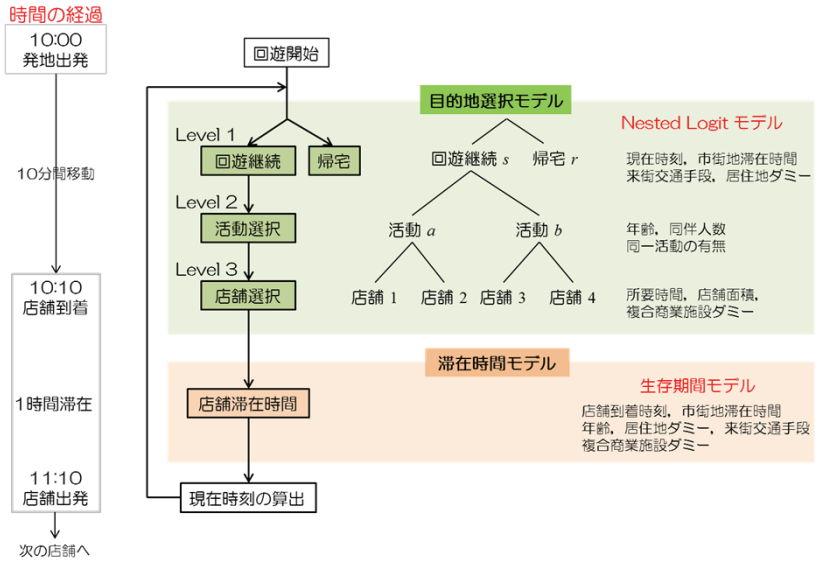 時間の経過
10:00
発地出発
10分間移動
10:10
店舗到着
1時間滞在
11:10
店舗出発
次の店舗へ
回遊開始
Level 1
回遊継続
帰宅
Level 2
活動選択
Level 3
店舗選択
店舗滞在時間
現在時刻の算出
目的地選択モデル
回遊継続 s
帰宅 r
活動 a
活動 b
店舗 1
店舗 2
店舗 3
店舗 4
Nested Logit モデル
現在時刻，市街地滞在時間
来街交通手段，居住地ダミー
年齢，同伴人数
同一活動の有無
所要時間，店舗面積，
複合商業施設ダミー
滞在時間モデル
生存期間モデル
店舗到着時刻，市街地滞在時間
年齢，居住地ダミー，来街交通手段
複合商業施設ダミー